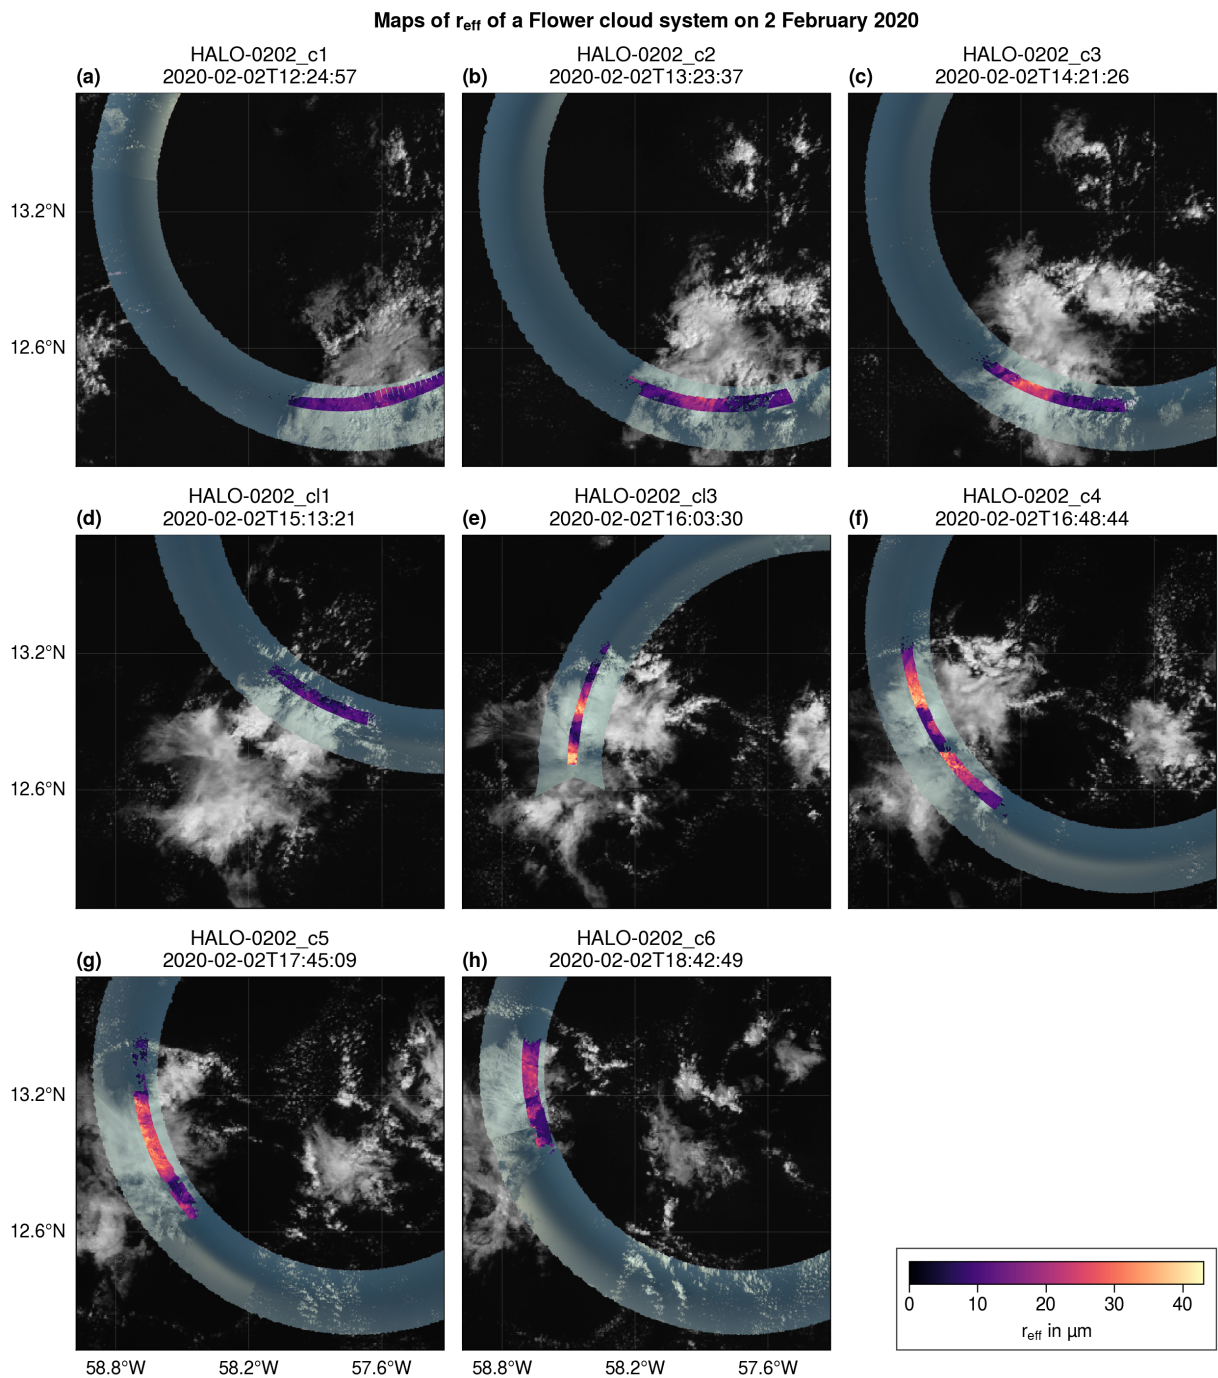 Maps of r_eff of a Flower cloud system on 2 February 2020
(a) HALO-0202_c1
2020-02-02T12:24:57
(b) HALO-0202_c2
2020-02-02T13:23:37
(c) HALO-0202_c3
2020-02-02T14:21:26
13.2°N
12.6°N
(d) HALO-0202_cl1
2020-02-02T15:13:21
(e) HALO-0202_cl3
2020-02-02T16:03:30
(f) HALO-0202_c4
2020-02-02T16:48:44
13.2°N
12.6°N
(g) HALO-0202_c5
2020-02-02T17:45:09
(h) HALO-0202_c6
2020-02-02T18:42:49
13.2°N
12.6°N
58.8°W 58.2°W 57.6°W
58.8°W 58.2°W 57.6°W
0 10 20 30 40
r_eff in µm